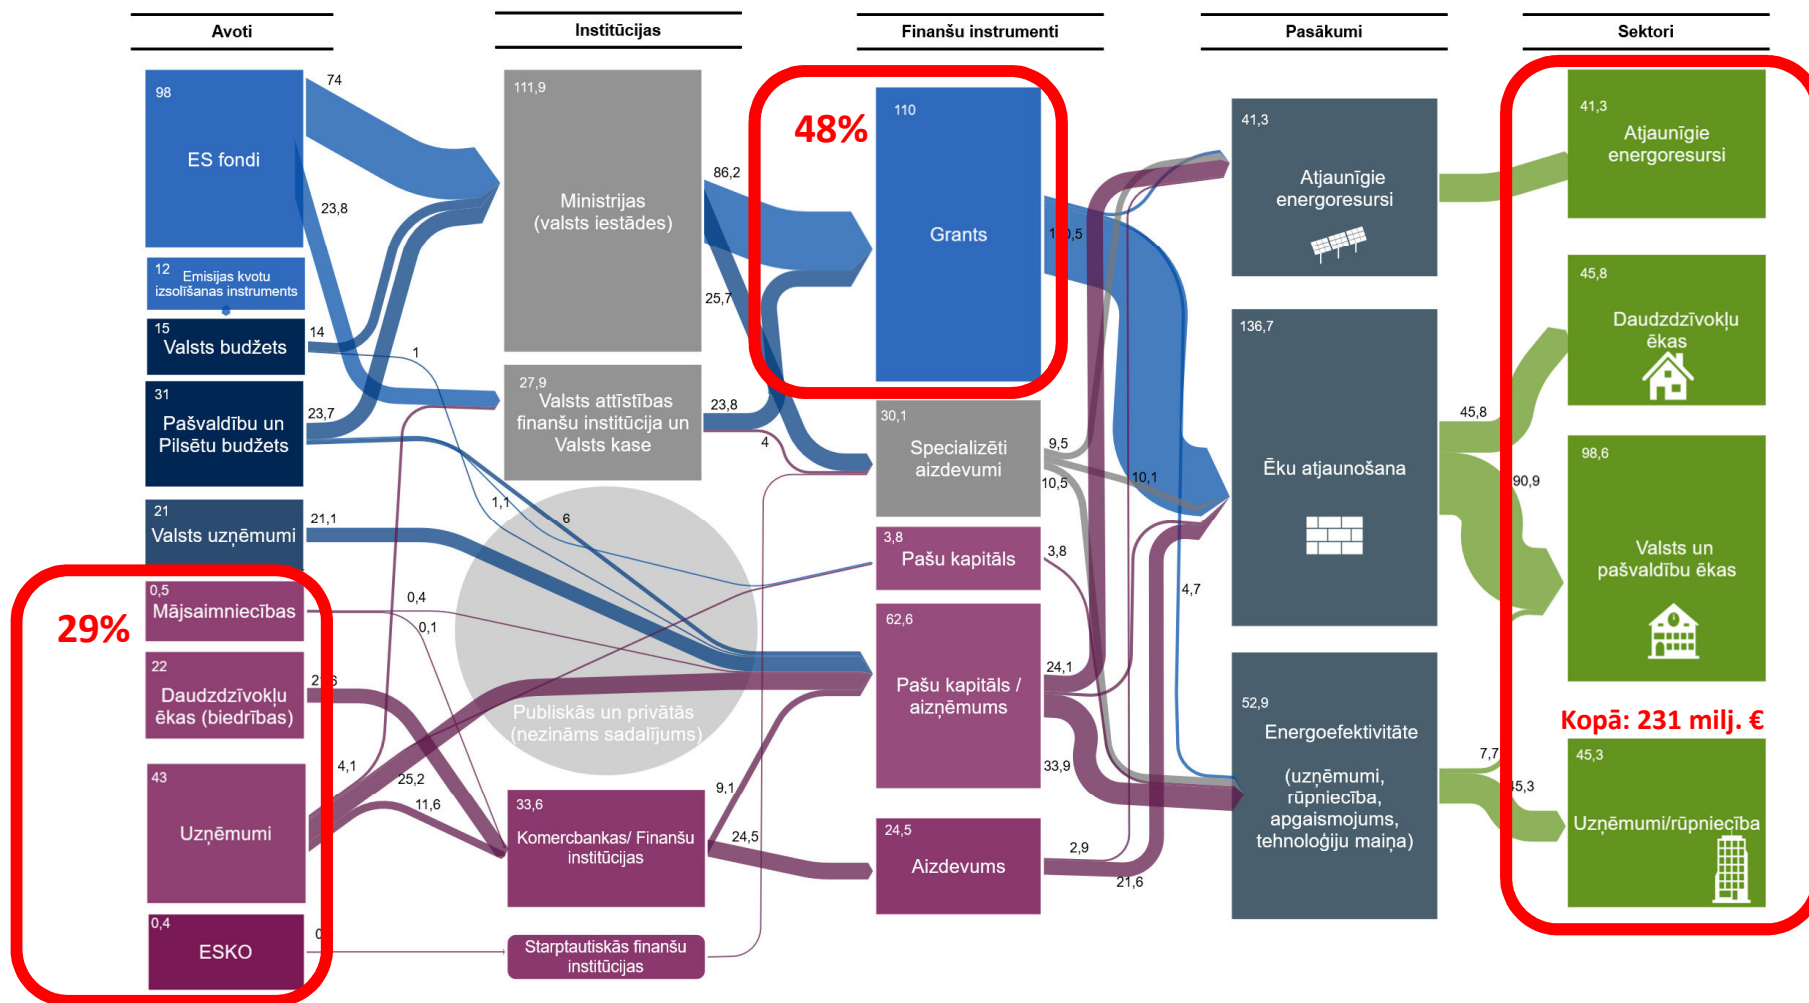 Avoti
Institūcijas
Finanšu instrumenti
Pasākumi
Sektori
98
ES fondi
12
Emisijas kvotu
izsolīšanas instruments
15
Valsts budžets
31
Pašvaldību un
Pilsētu budžets
21
Valsts uzņēmumi
29%
0,5
Mājsaimniecības
22
Daudzdzīvokļu
ēkas (biedrības)
43
Uzņēmumi
0,4
ESKO
74
23,8
14
1
23,7
1,1
6
21,1
0,4
0,1
4,1
25,2
11,6
111,9
Ministrijas
(valsts iestādes)
27,9
Valsts attīstības
finanšu institūcija un
Valsts kase
Publiskās un privātās
(nezināms sadalījums)
33,6
Komercbankas/ Finanšu
institūcijas
Starptautiskās finanšu
institūcijas
86,2
25,7
23,8
4
9,1
24,5
48%
110
Grants
30,1
Specializēti
aizdevumi
3,8
Pašu kapitāls
62,6
Pašu kapitāls /
aizņēmums
24,5
Aizdevums
9,5
10,1
10,5
3,8
4,7
24,1
33,9
2,9
21,6
41,3
Atjaunīgie
energoresursi
136,7
Ēku atjaunošana
52,9
Energoefektivitāte
(uzņēmumi,
rūpniecība,
apgaismojums,
tehnoloģiju maiņa)
45,8
90,9
7,7
41,3
Atjaunīgie
energoresursi
45,8
Daudzdzīvokļu
ēkas
98,6
Valsts un
pašvaldību ēkas
Kopā: 231 milj. €
45,3
Uzņēmumi/rūpniecība